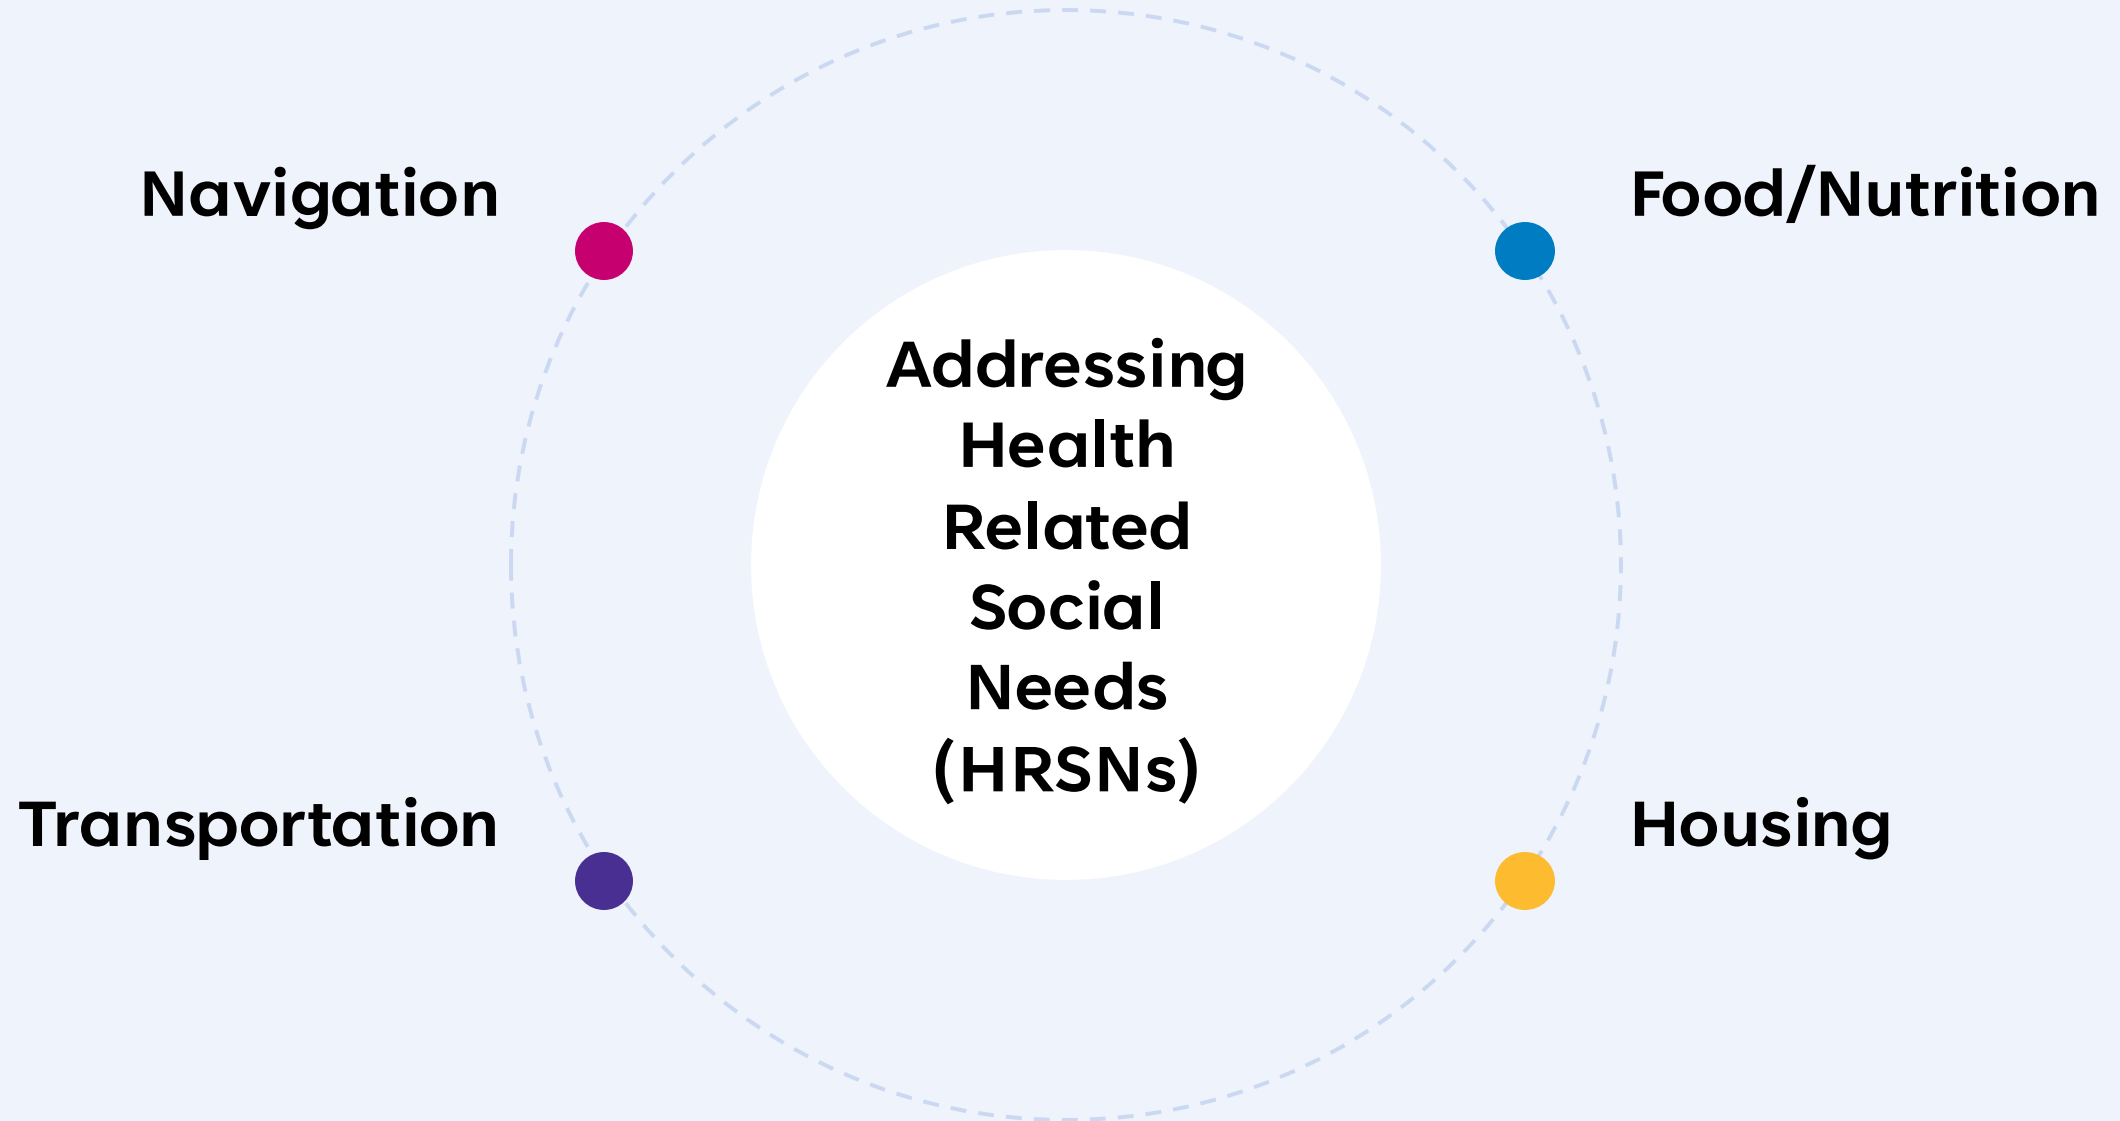 Navigation
Food/Nutrition
Addressing
Health
Related
Social
Needs
(HRSNs)
Transportation
Housing